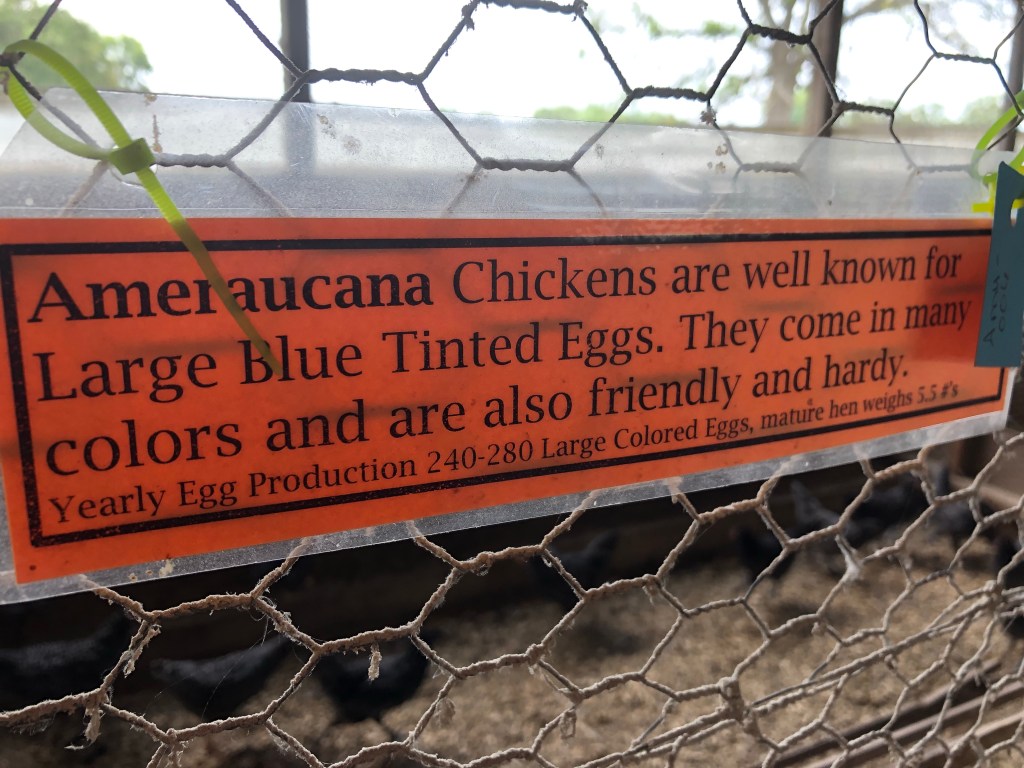 Ameraucana Chickens are well known for
Large Blue Tinted Eggs. They come in many
colors and are also friendly and hardy.
Yearly Egg Production 240-280 Large Colored Eggs, mature hen weighs 5.5 #'s